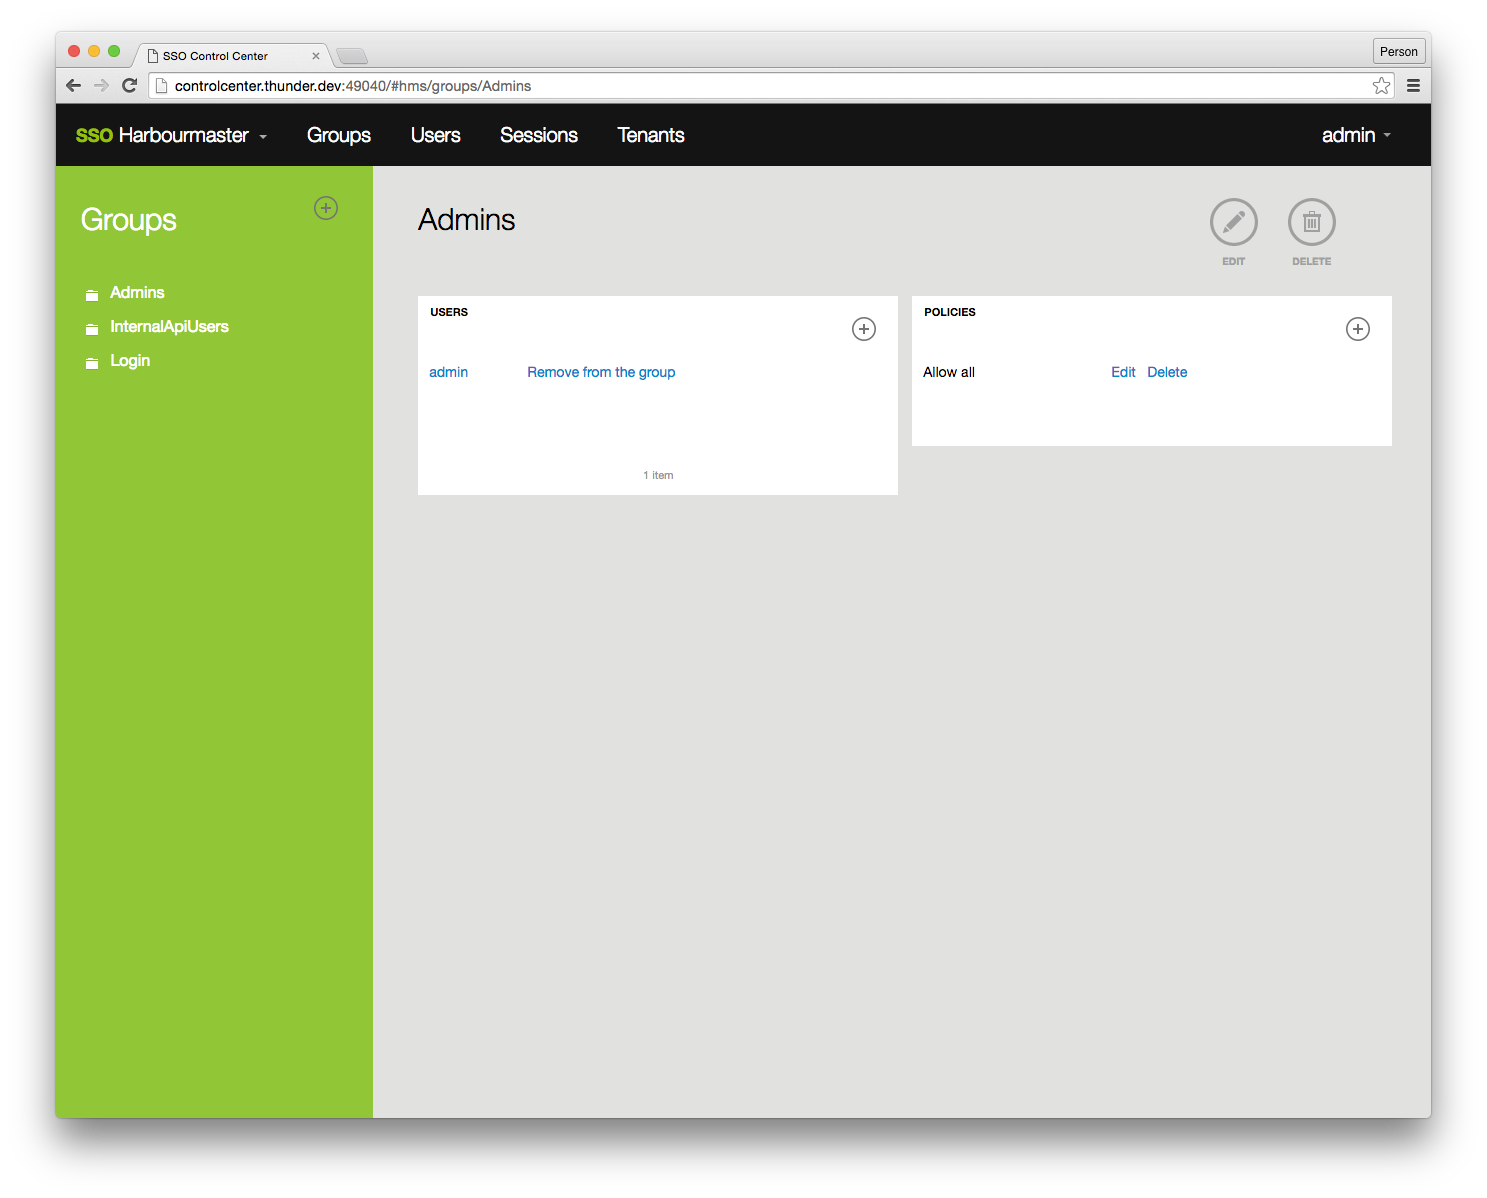 SSO Control Center
Person
controlcenter.thunder.dev:49040/#hms/groups/Admins
SSO Harbourmaster Groups Users Sessions Tenants admin
Groups
Admins
InternalApiUsers
Login
Admins
EDIT DELETE
USERS
admin Remove from the group
1 item
POLICIES
Allow all Edit Delete